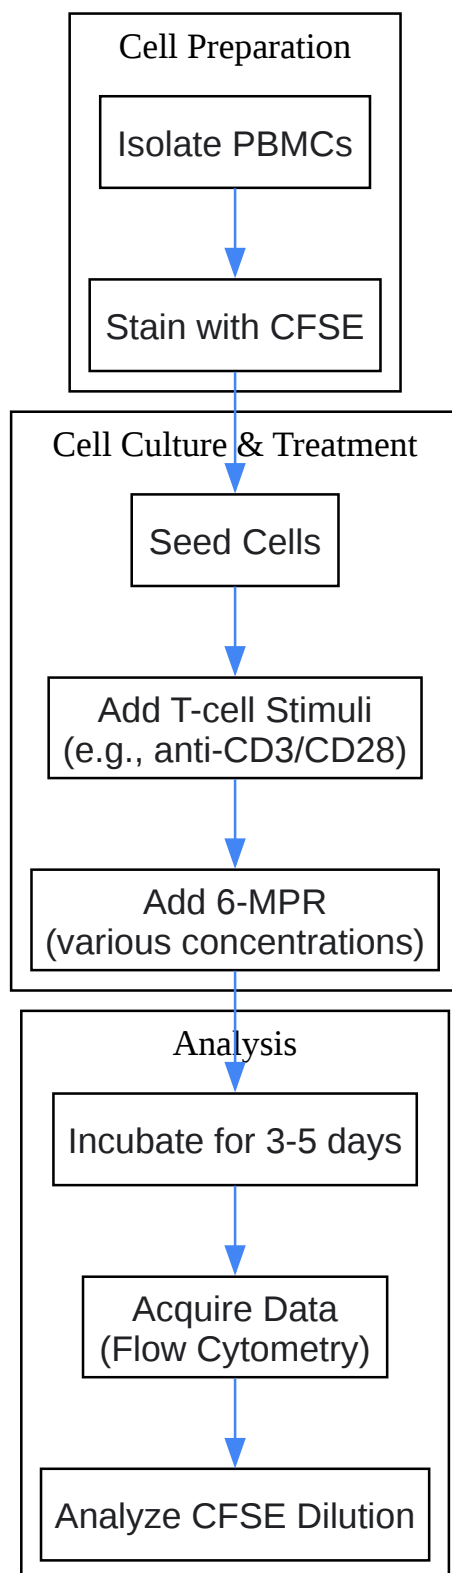 Cell Preparation
Isolate PBMCs
Stain with CFSE
Cell Culture & Treatment
Seed Cells
Add T-cell Stimuli
(e.g., anti-CD3/CD28)
Add 6-MPR
(various concentrations)
Analysis
Incubate for 3-5 days
Acquire Data
(Flow Cytometry)
Analyze CFSE Dilution